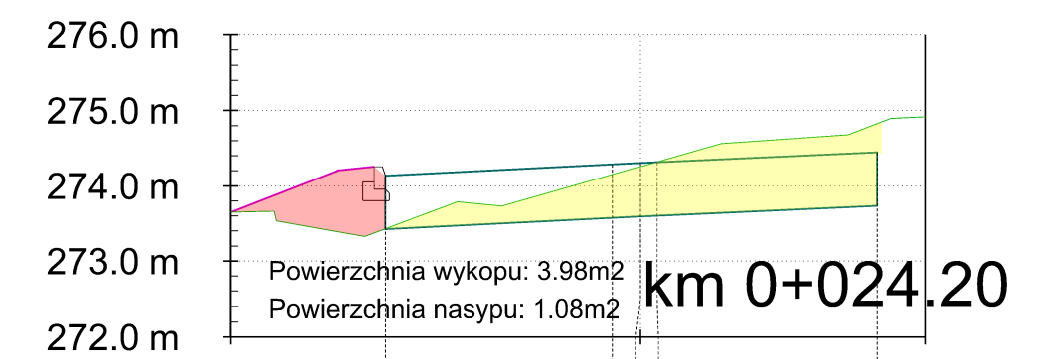 276.0 m
275.0 m
274.0 m
273.0 m
Powierzchnia wykopu: 3.98m2
km 0+024.20
Powierzchnia nasypu: 1.08m2
272.0 m